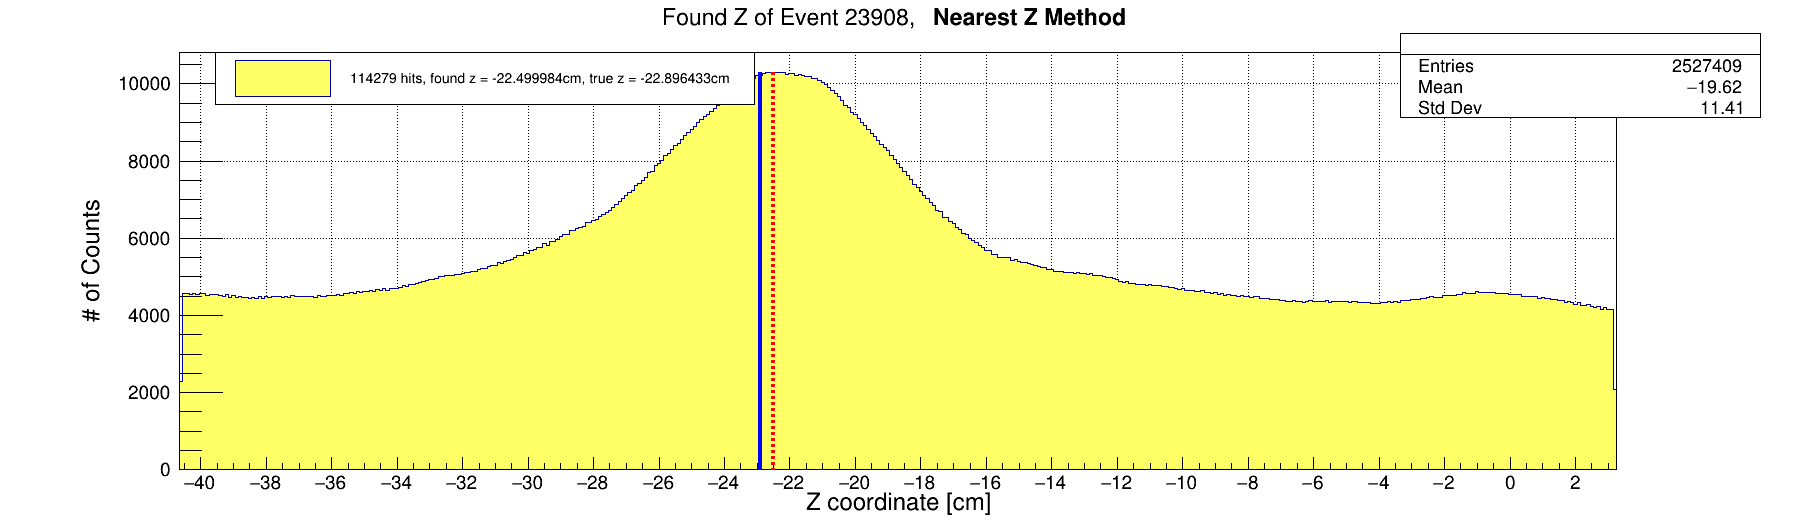 Found Z of Event 23908, Nearest Z Method
114279 hits, found z = -22.499984cm, true z = -22.896433cm
Entries 2527409
Mean −19.62
Std Dev 11.41
# of Counts
10000
8000
6000
4000
2000
0
−40 −38 −36 −34 −32 −30 −28 −26 −24 −22 −20 −18 −16 −14 −12 −10 −8 −6 −4 −2 0 2
Z coordinate [cm]